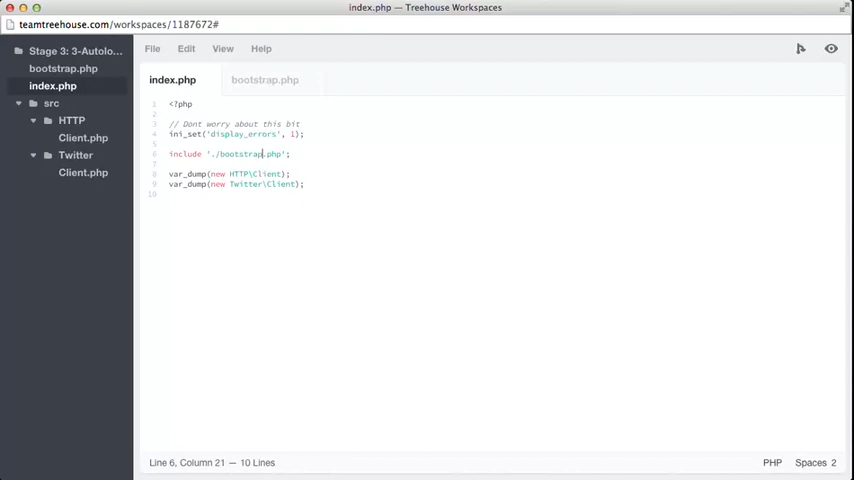 index.php — Treehouse Workspaces
teamtreehouse.com/workspaces/1187672#
Stage 3: 3-Autolo...
bootstrap.php
index.php
src
HTTP
Client.php
Twitter
Client.php
File Edit View Help
index.php bootstrap.php
1 <?php
2
3 // Dont worry about this bit
4 ini_set('display_errors', 1);
5
6 include './bootstrap.php';
7
8 var_dump(new HTTP\Client);
9 var_dump(new Twitter\Client);
10
Line 6, Column 21 — 10 Lines
PHP Spaces 2